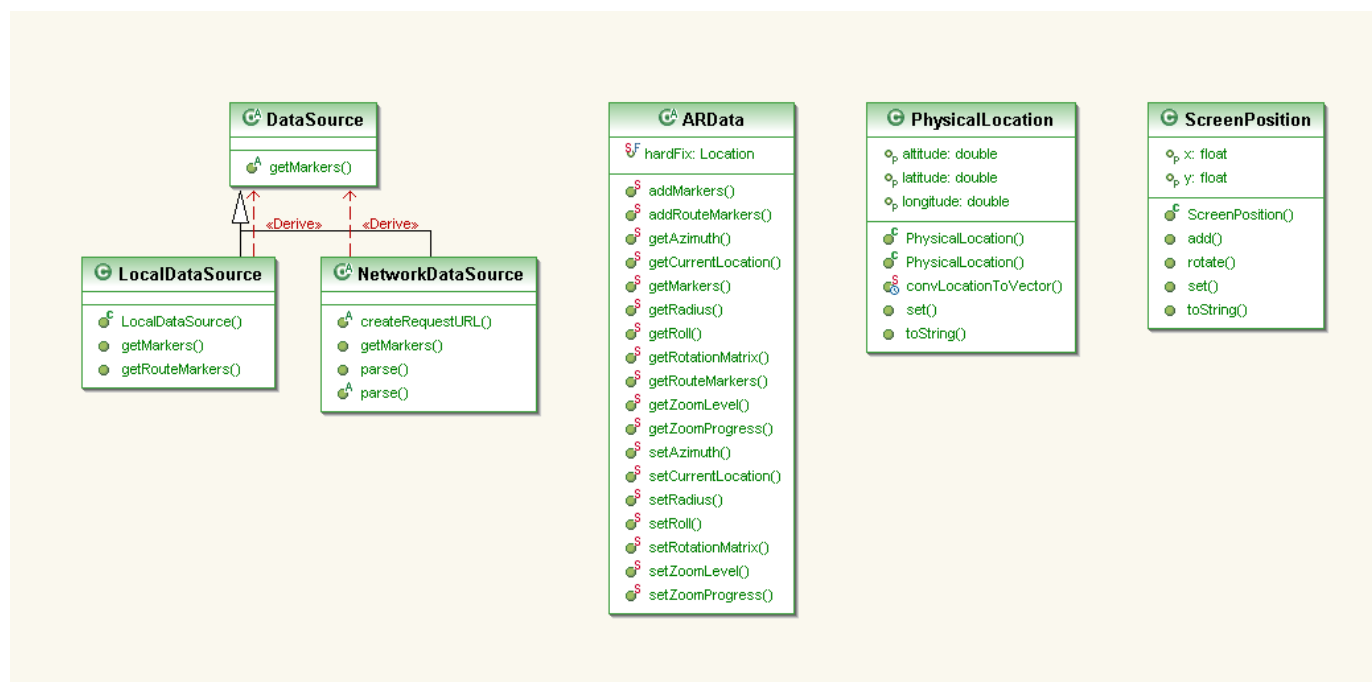 DataSource
getMarkers()
«Derive»
«Derive»
LocalDataSource
LocalDataSource()
getMarkers()
getRouteMarkers()
NetworkDataSource
createRequestURL()
getMarkers()
parse()
parse()
ARData
hardFix: Location
addMarkers()
addRouteMarkers()
getAzimuth()
getCurrentLocation()
getMarkers()
getRadius()
getRoll()
getRotationMatrix()
getRouteMarkers()
getZoomLevel()
getZoomProgress()
setAzimuth()
setCurrentLocation()
setRadius()
setRoll()
setRotationMatrix()
setZoomLevel()
setZoomProgress()
PhysicalLocation
altitude: double
latitude: double
longitude: double
PhysicalLocation()
PhysicalLocation()
convLocationToVector()
set()
toString()
ScreenPosition
x: float
y: float
ScreenPosition()
add()
rotate()
set()
toString()